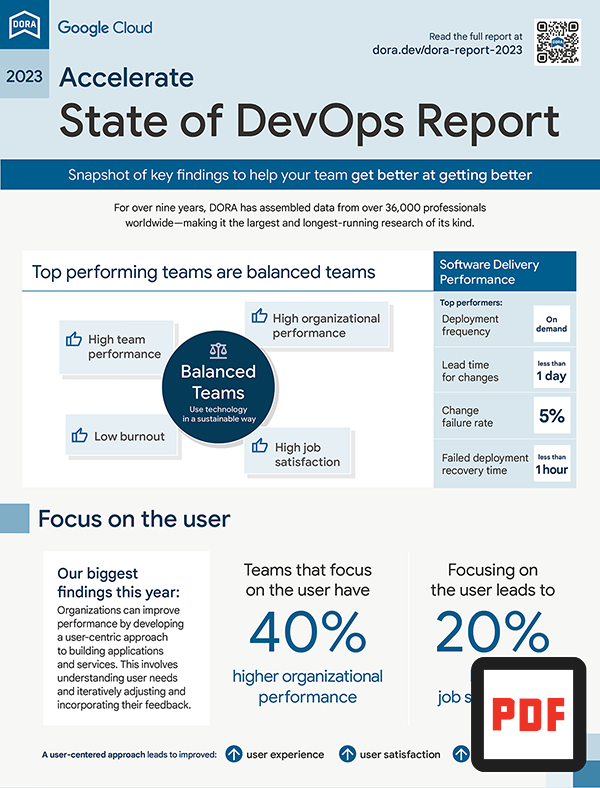 DORA
Google Cloud
Read the full report at
dora.dev/dora-report-2023
DORA
2023
Accelerate
State of DevOps Report
Snapshot of key findings to help your team get better at getting better
For over nine years, DORA has assembled data from over 36,000 professionals
worldwide—making it the largest and longest-running research of its kind.
Top performing teams are balanced teams
High team
performance
High organizational
performance
Balanced
Teams
Use technology
in a sustainable way
Low burnout
High job
satisfaction
Software Delivery
Performance
Top performers:
Deployment
frequency
On
demand
Lead time
for changes
less than
1 day
Change
failure rate
5%
Failed deployment
recovery time
less than
1 hour
Focus on the user
Our biggest
findings this year:
Organizations can improve
performance by developing
a user-centric approach
to building applications
and services. This involves
understanding user needs
and iteratively adjusting and
incorporating their feedback.
Teams that focus
on the user have
40%
higher organizational
performance
Focusing on
the user leads to
20%
job
PDF
A user-centered approach leads to improved:
user experience
user satisfaction